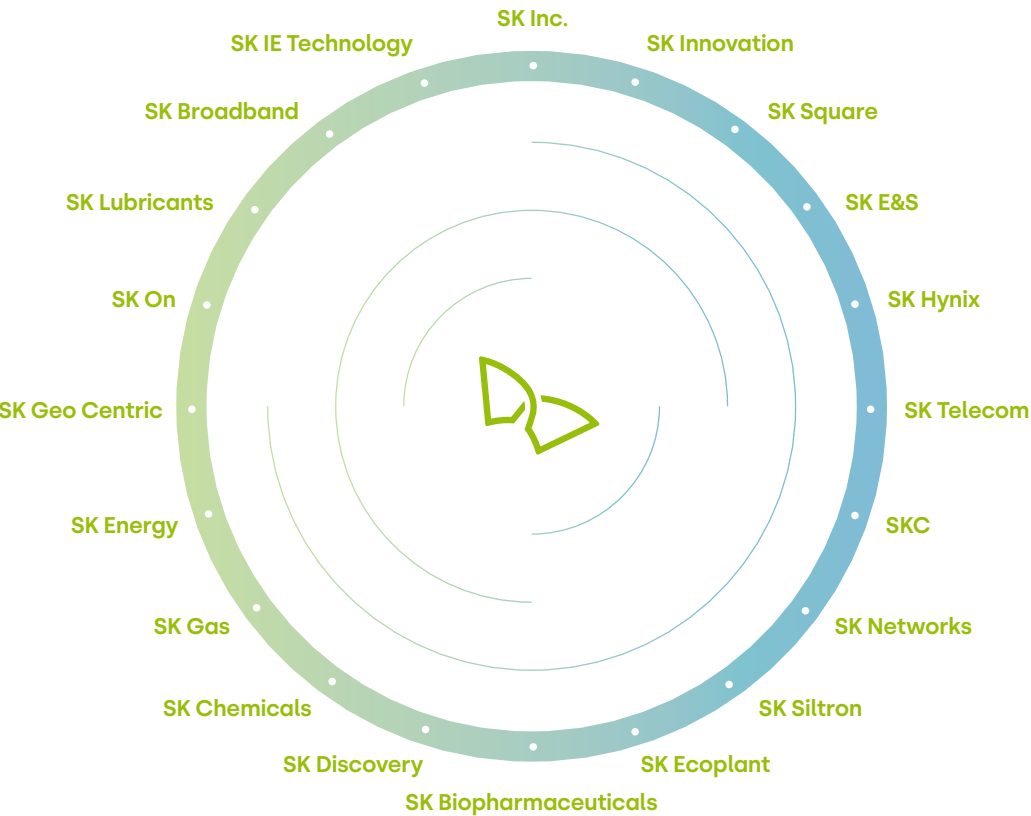 SK Inc.
SK Innovation
SK Square
SK E&S
SK Hynix
SK Telecom
SKC
SK Networks
SK Siltron
SK Ecoplant
SK Biopharmaceuticals
SK Discovery
SK Chemicals
SK Gas
SK Energy
SK Geo Centric
SK On
SK Lubricants
SK Broadband
SK IE Technology